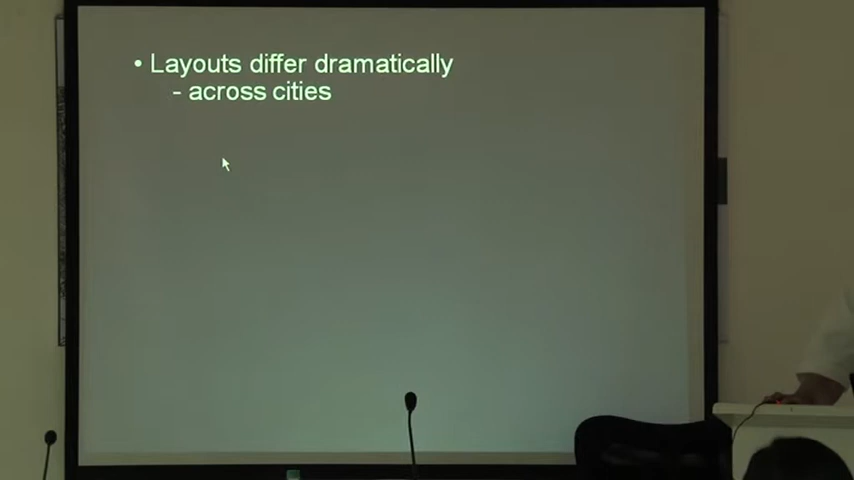 • Layouts differ dramatically
- across cities